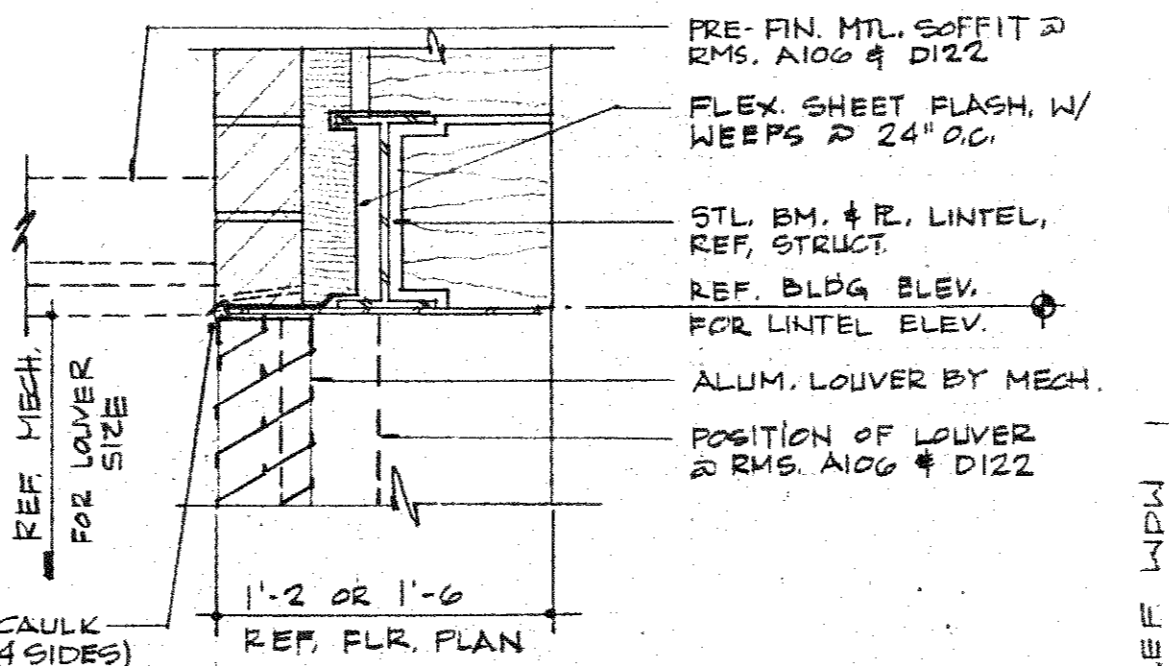 PRE-FIN. MTL. SOFFIT @
RMS. A106 & D122
FLEX. SHEET FLASH. W/
WEEPS @ 24" O.C.
STL. BM. & PL. LINTEL,
REF. STRUCT.
REF. BLDG ELEV.
FOR LINTEL ELEV.
ALUM. LOUVER BY MECH.
POSITION OF LOUVER
@ RMS. A106 & D122
REF. MECH.
FOR LOUVER
SIZE
1'-2 OR 1'-6
REF. FLR. PLAN
CAULK
4 SIDES)